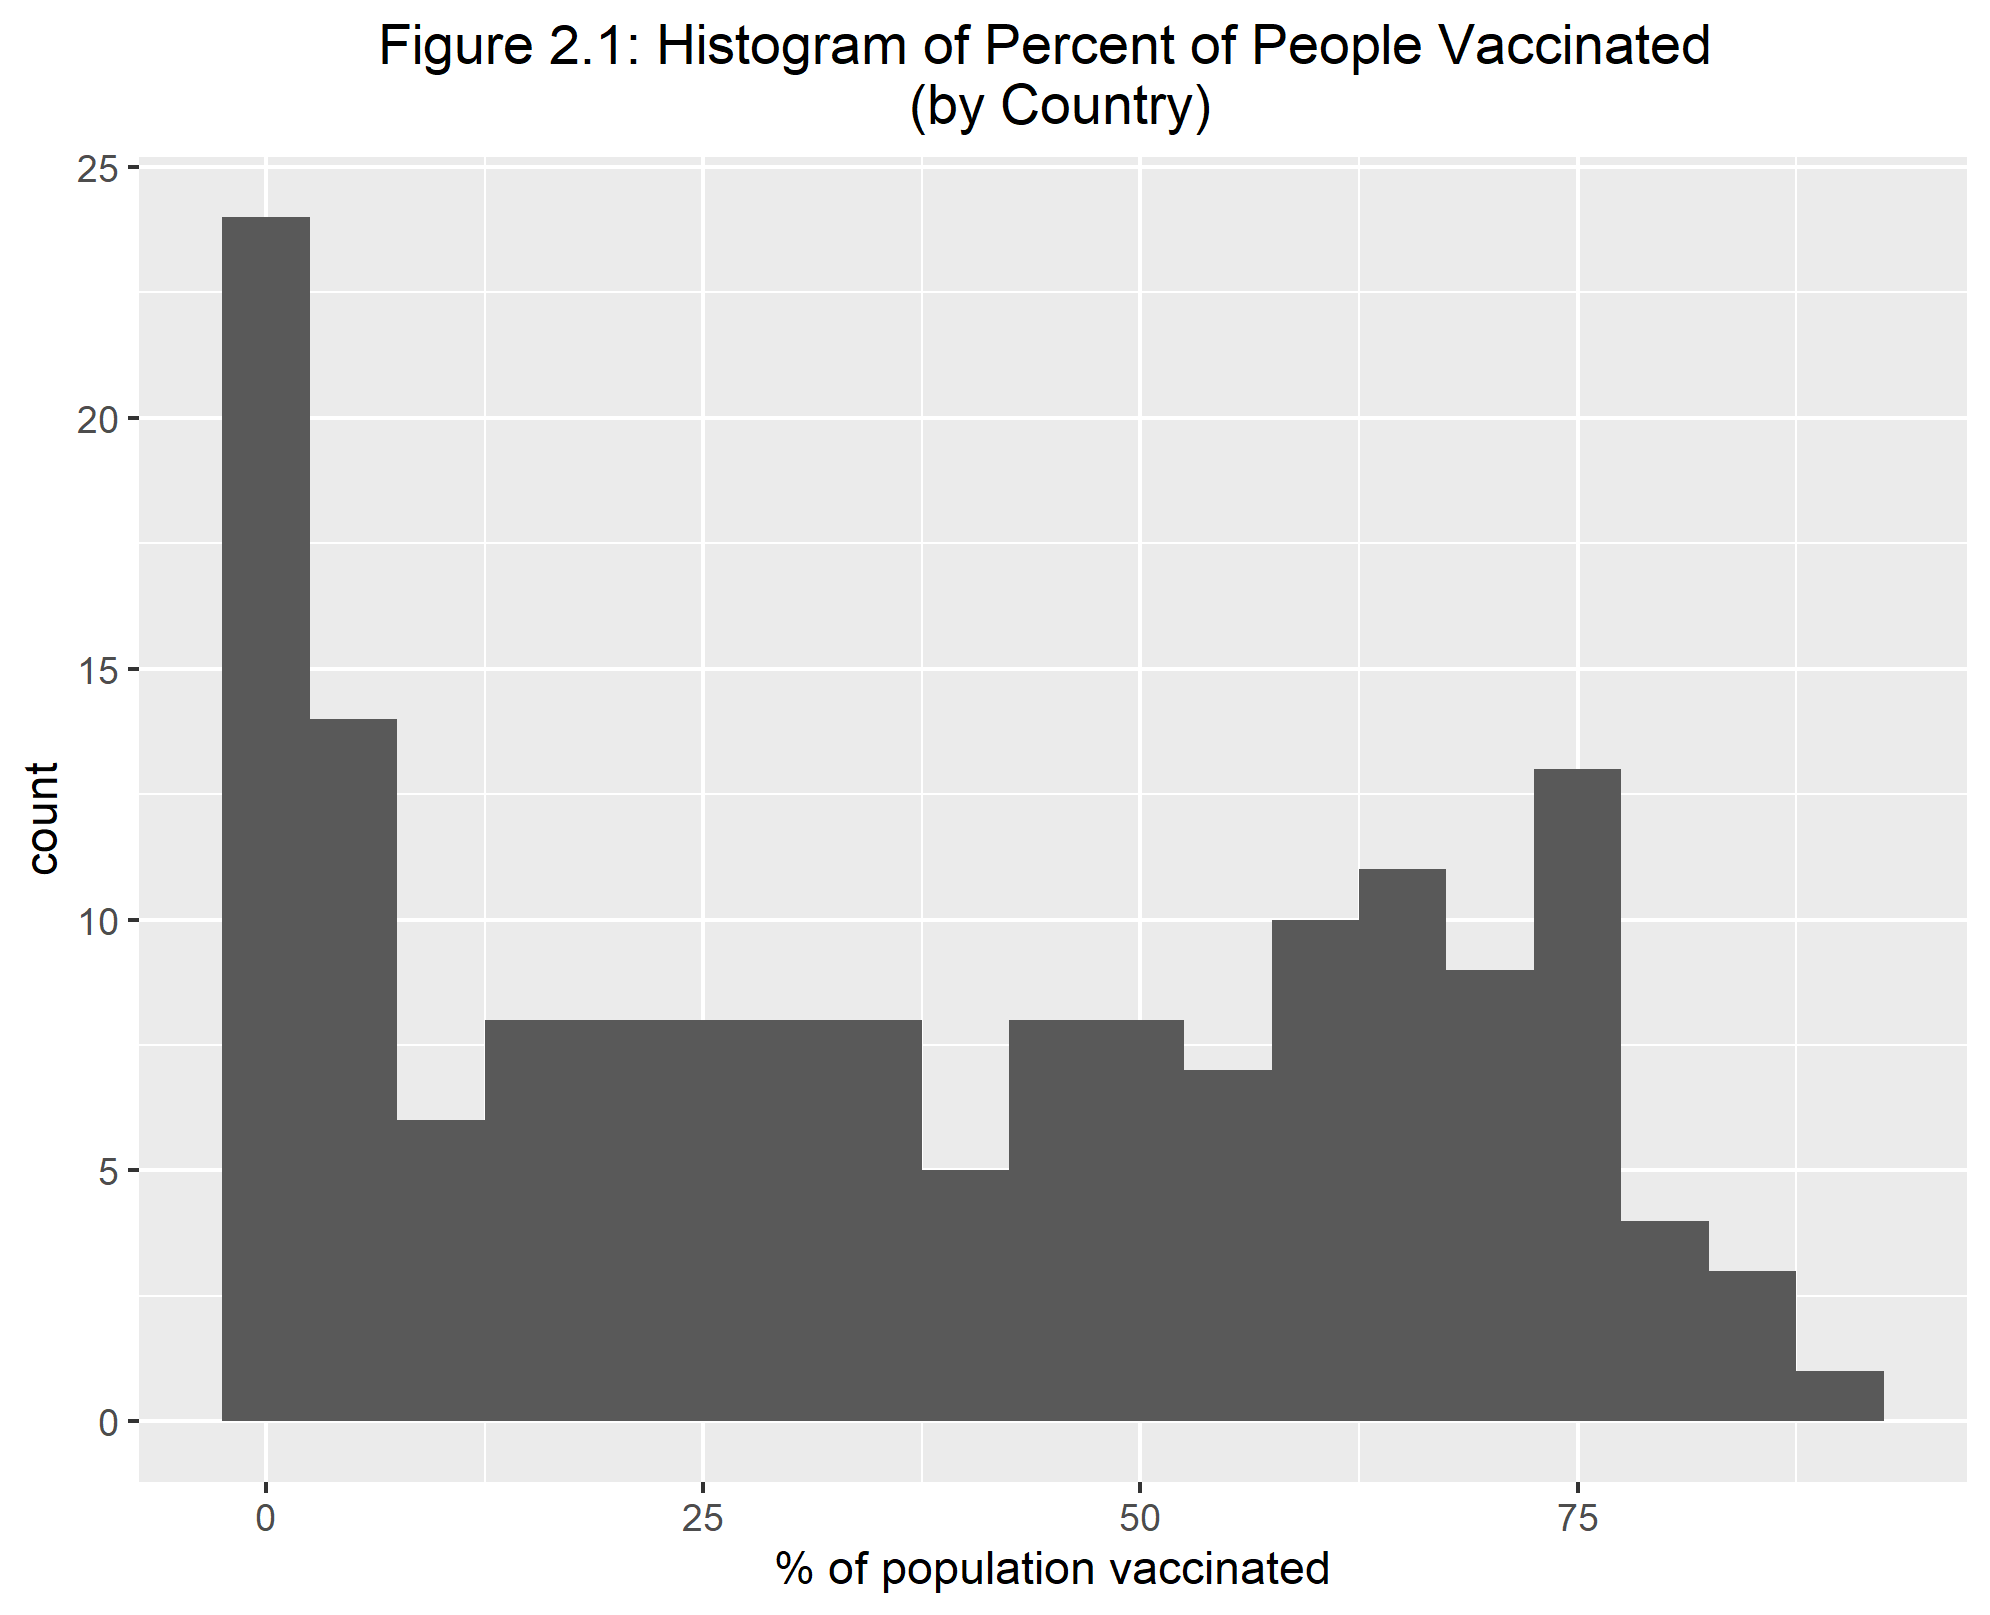 Figure 2.1: Histogram of Percent of People Vaccinated
(by Country)
25
20
15
10
5
0
count
0 25 50 75
% of population vaccinated